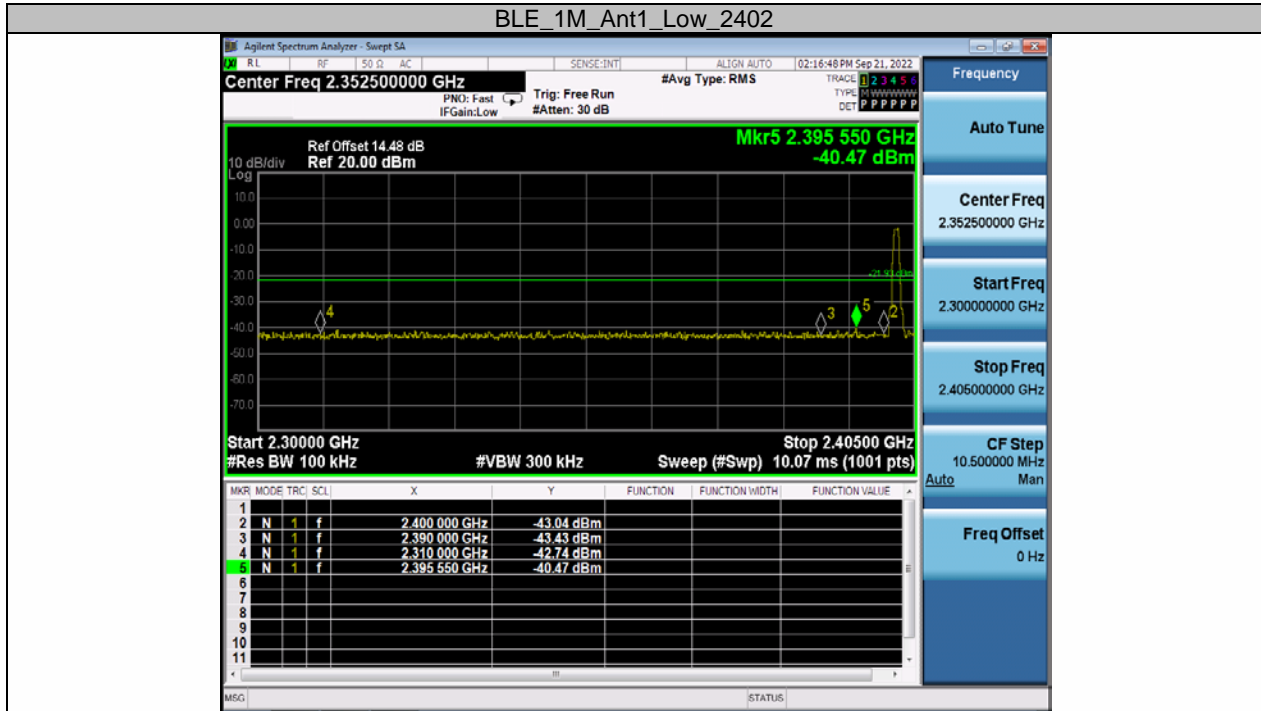 BLE_1M_Ant1_Low_2402
Agilent Spectrum Analyzer - Swept SA
RL RF 50 Ω AC SENSE:INT ALIGN AUTO 02:16:48 PM Sep 21, 2022
Center Freq 2.352500000 GHz
PNO: Fast
IFGain:Low
Trig: Free Run
#Atten: 30 dB
#Avg Type: RMS
TRACE 1 2 3 4 5 6
TYPE M WWWWW
DET P P P P P P
Ref Offset 14.48 dB
Ref 20.00 dBm
10 dB/div
Log
Mkr5 2.395 550 GHz
-40.47 dBm
10.0
0.00
-10.0
-20.0
-30.0
-40.0
-50.0
-60.0
-70.0
4
3
5
2
Start 2.30000 GHz
Stop 2.40500 GHz
#Res BW 100 kHz
#VBW 300 kHz
Sweep (#Swp) 10.07 ms (1001 pts)
MKR MODE TRC SCL X Y FUNCTION FUNCTION WIDTH FUNCTION VALUE
1
2 N 1 f 2.400 000 GHz -43.04 dBm
3 N 1 f 2.390 000 GHz -43.43 dBm
4 N 1 f 2.310 000 GHz -42.74 dBm
5 N 1 f 2.395 550 GHz -40.47 dBm
6
7
8
9
10
11
MSG
STATUS
Frequency
Auto Tune
Center Freq
2.352500000 GHz
Start Freq
2.300000000 GHz
Stop Freq
2.405000000 GHz
CF Step
10.500000 MHz
Auto Man
Freq Offset
0 Hz